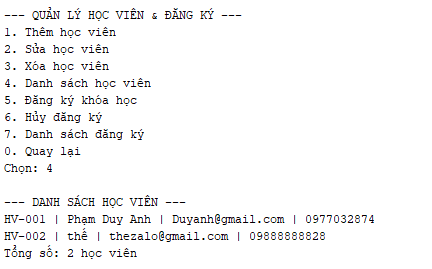 --- QUẢN LÝ HỌC VIÊN & ĐĂNG KÝ ---
1. Thêm học viên
2. Sửa học viên
3. Xóa học viên
4. Danh sách học viên
5. Đăng ký khóa học
6. Hủy đăng ký
7. Danh sách đăng ký
0. Quay lại
Chọn: 4

--- DANH SÁCH HỌC VIÊN ---
HV-001 | Phạm Duy Anh | Duyanh@gmail.com | 0977032874
HV-002 | thế | thezalo@gmail.com | 09888888828
Tổng số: 2 học viên